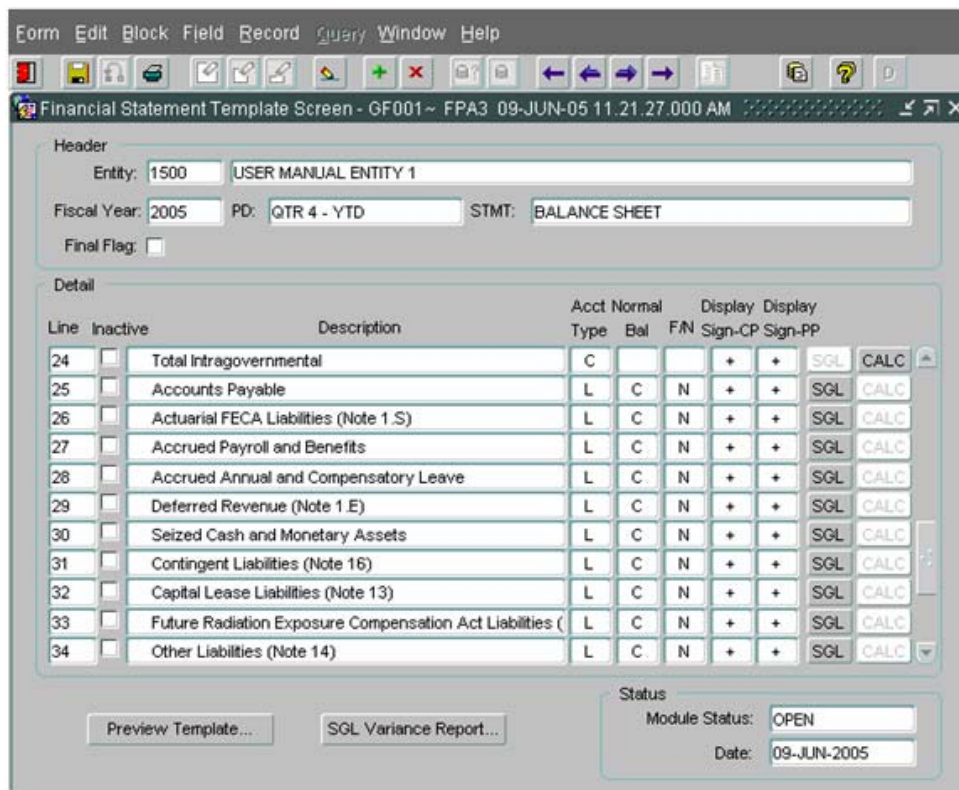 Form Edit Block Field Record Query Window Help
Financial Statement Template Screen - GF001~ FPA3 09-JUN-05 11.21.27.000 AM
Header
Entity: 1500 USER MANUAL ENTITY 1
Fiscal Year: 2005 PD: QTR 4 - YTD STMT: BALANCE SHEET
Final Flag:
Detail
Acct Normal Display Display
Line Inactive Description Type Bal F/N Sign-CP Sign-PP
24 Total Intragovernmental C + + SGL CALC
25 Accounts Payable L C N + + SGL CALC
26 Actuarial FECA Liabilities (Note 1.S) L C N + + SGL CALC
27 Accrued Payroll and Benefits L C N + + SGL CALC
28 Accrued Annual and Compensatory Leave L C N + + SGL CALC
29 Deferred Revenue (Note 1.E) L C N + + SGL CALC
30 Seized Cash and Monetary Assets L C N + + SGL CALC
31 Contingent Liabilities (Note 16) L C N + + SGL CALC
32 Capital Lease Liabilities (Note 13) L C N + + SGL CALC
33 Future Radiation Exposure Compensation Act Liabilities ( L C N + + SGL CALC
34 Other Liabilities (Note 14) L C N + + SGL CALC
Preview Template... SGL Variance Report...
Status
Module Status: OPEN
Date: 09-JUN-2005